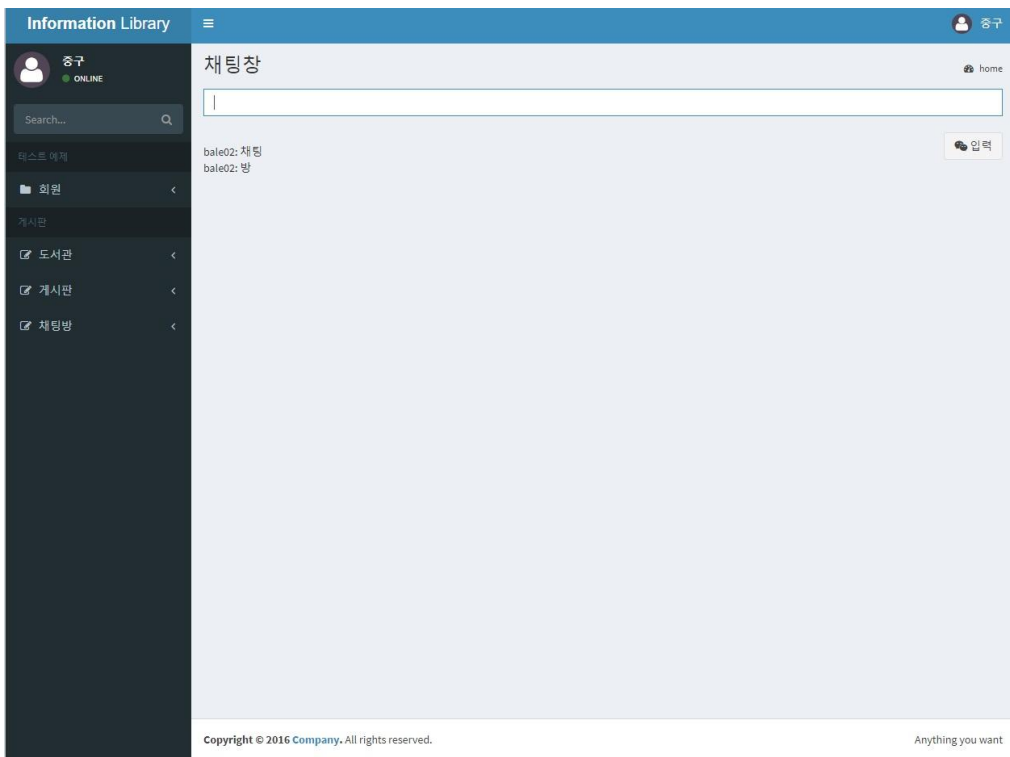 Information Library
중구
중구
ONLINE
Search...
테스트 예제
회원
게시판
도서관
게시판
채팅방
채팅창
home
입력
bale02: 채팅
bale02: 방
Copyright © 2016 Company. All rights reserved.
Anything you want